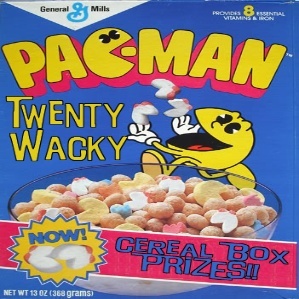 General G Mills
PROVIDES 8 ESSENTIAL
VITAMINS & IRON
PAC-MAN
TWENTY
WACKY
NOW!
CEREAL BOX
PRIZES!!
NET WT 13 OZ (368 grams)